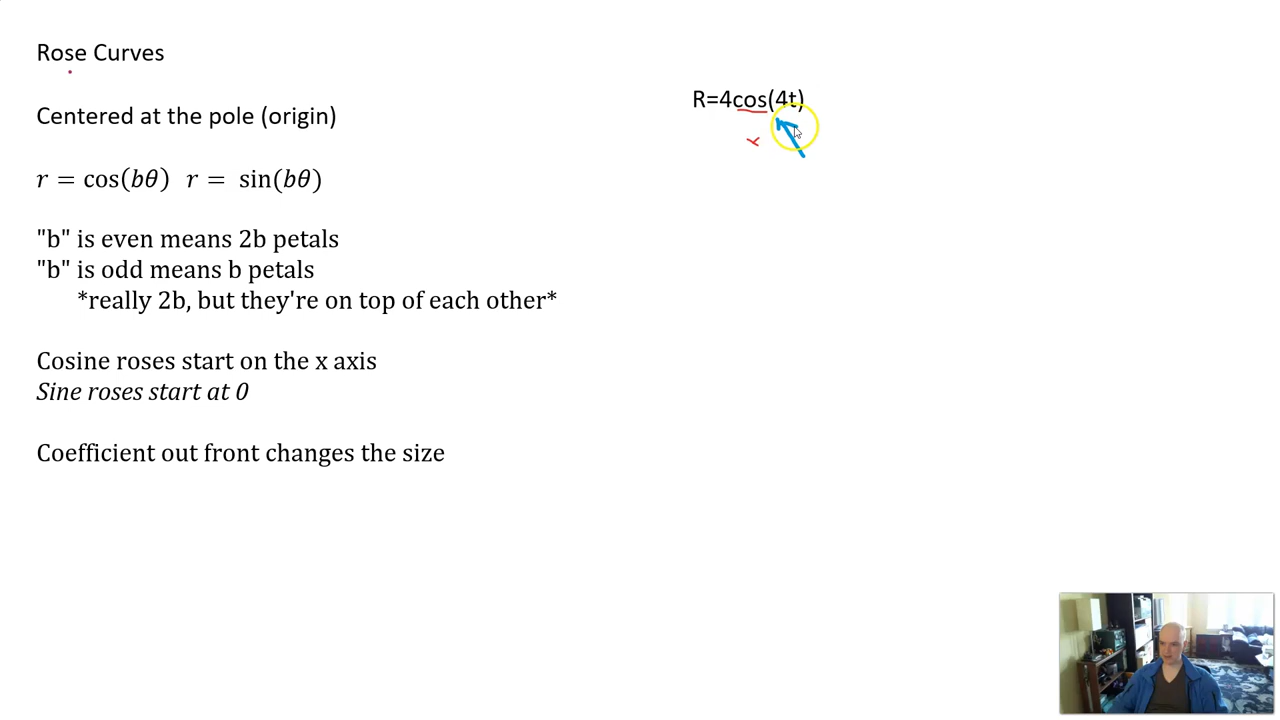 Rose Curves
R=4cos(4t)
x
Centered at the pole (origin)
r = cos(bθ)  r =  sin(bθ)
"b" is even means 2b petals
"b" is odd means b petals
*really 2b, but they're on top of each other*
Cosine roses start on the x axis
Sine roses start at 0
Coefficient out front changes the size